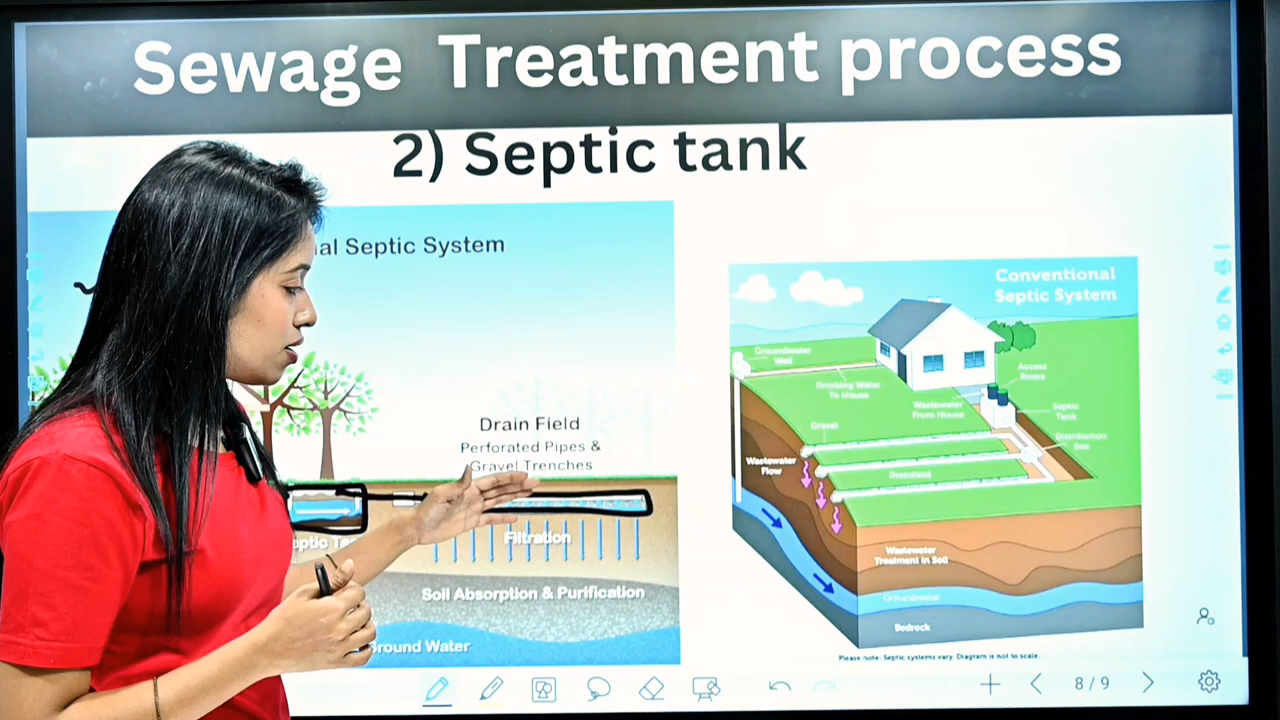 Sewage Treatment process
2) Septic tank
Septic System
Drain Field
Perforated Pipes &
Gravel Trenches
Filtration
Soil Absorption & Purification
Ground Water
Conventional
Septic System
Groundwater
Well
Drinking Water
To House
Access
Risers
Wastewater
From House
Septic
Tank
Gravel
Distribution
Box
Wastewater
Flow
Drainfield
Wastewater
Treatment in Soil
Groundwater
Bedrock
Please note: Septic systems vary. Diagram is not to scale.
8 / 9